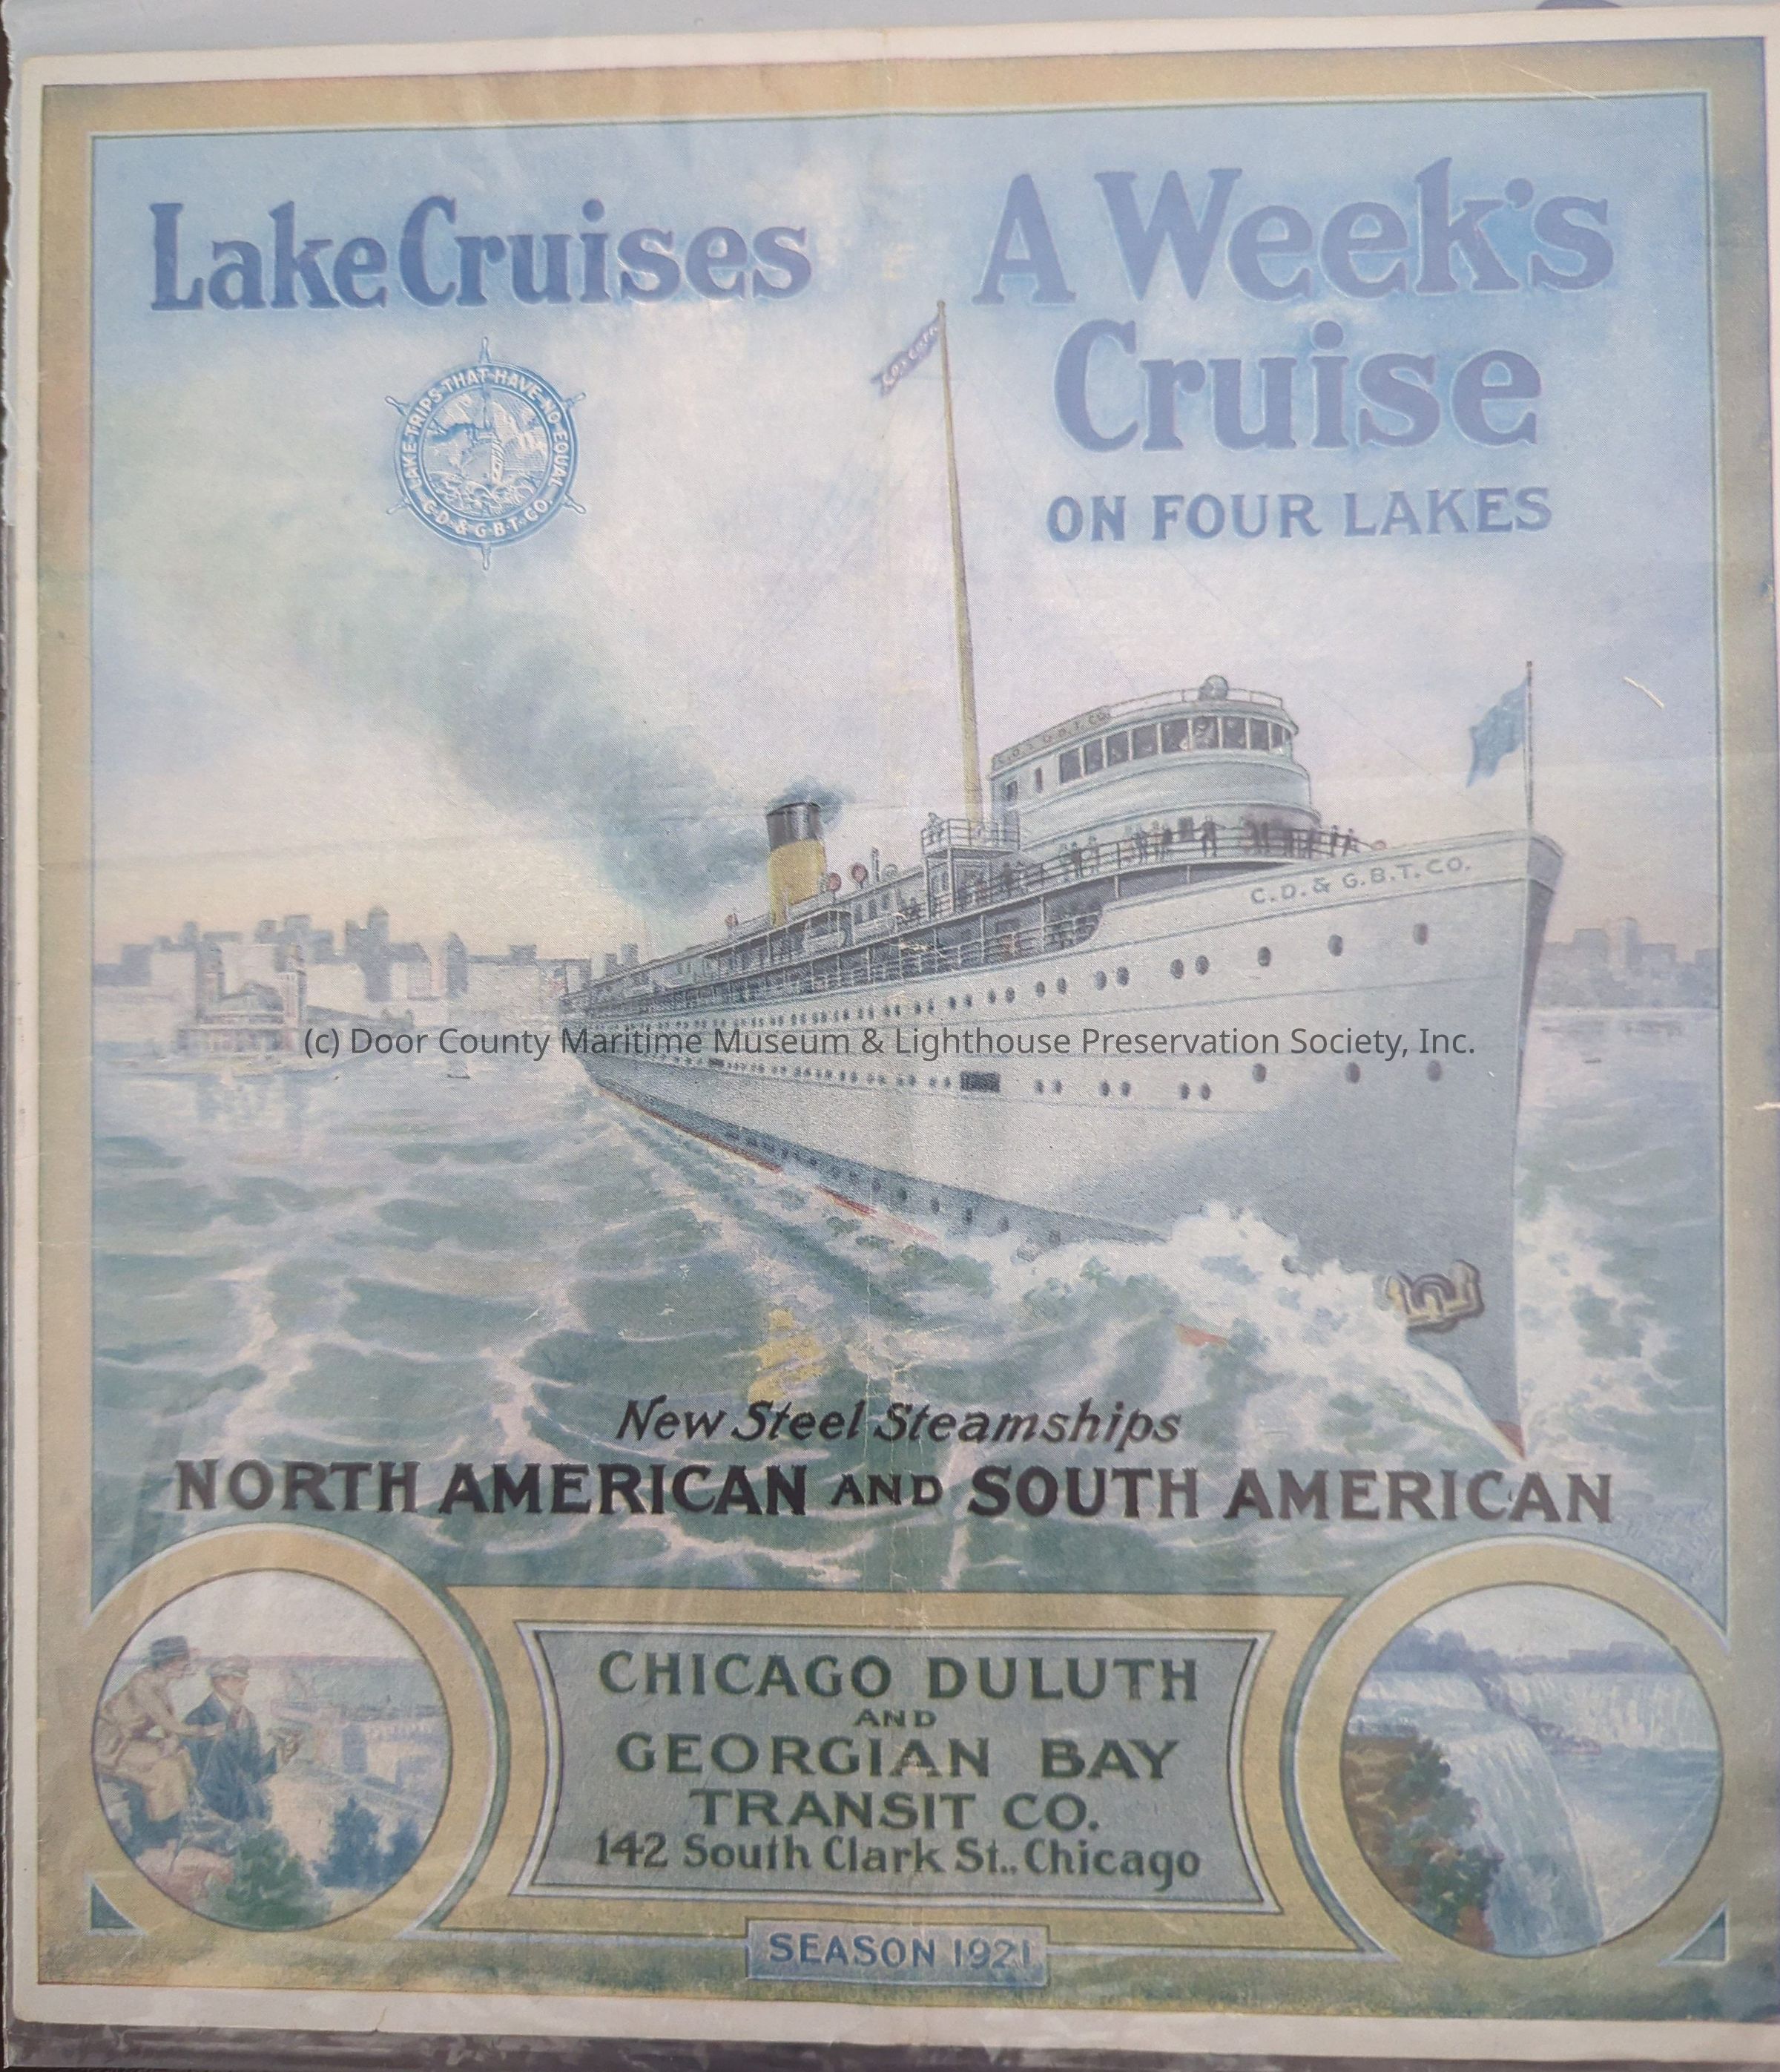 Lake Cruises
A Week's
Cruise
ON FOUR LAKES
LAKE TRIPS THAT HAVE NO EQUAL
C·D·&·G·B·T·CO.
C.D. & G.B.T. CO.
C.D. & G.B.T. CO.
(c) Door County Maritime Museum & Lighthouse Preservation Society, Inc.
New Steel Steamships
NORTH AMERICAN AND SOUTH AMERICAN
CHICAGO DULUTH
AND
GEORGIAN BAY
TRANSIT CO.
142 South Clark St., Chicago
SEASON 1921